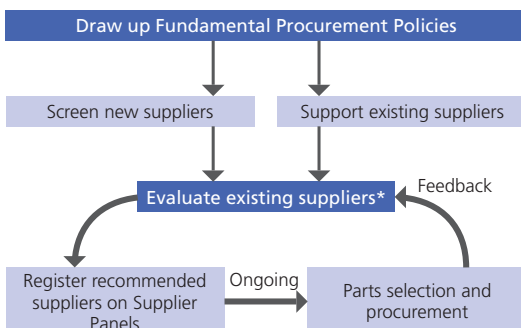 Draw up Fundamental Procurement Policies
Screen new suppliers
Support existing suppliers
Evaluate existing suppliers*
Feedback
Register recommended
suppliers on Supplier
Panels
Ongoing
Parts selection and
procurement